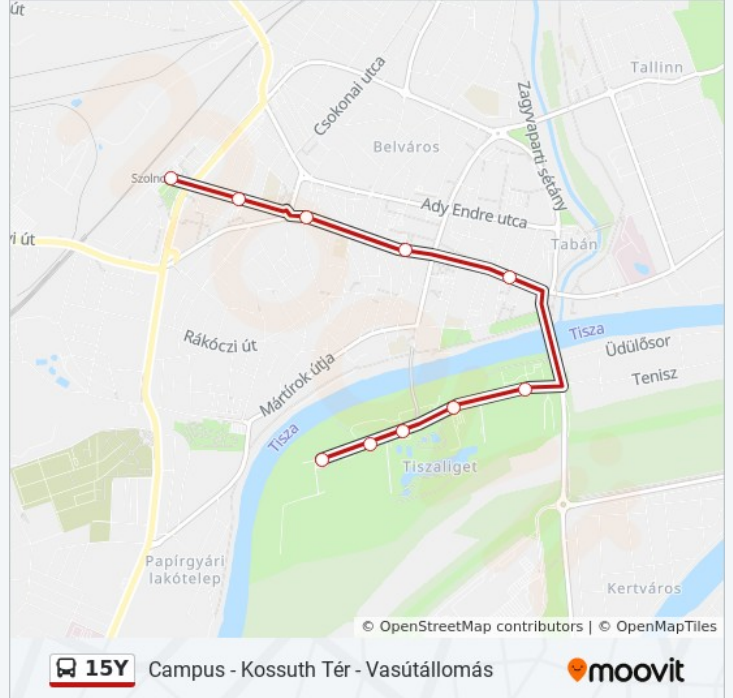 út
Csokonai utca
Tallinn
Belváros
Zagyvaparti sétány
Szolno
Ady Endre utca
yi út
Tabán
Tisza
Rákóczi út
Üdülősor
Mártírok útja
Tenisz
Tisza
Tiszaliget
Papírgyári
lakótelep
Kertváros
© OpenStreetMap contributors | © OpenMapTiles
15Y Campus - Kossuth Tér - Vasútállomás
moovit